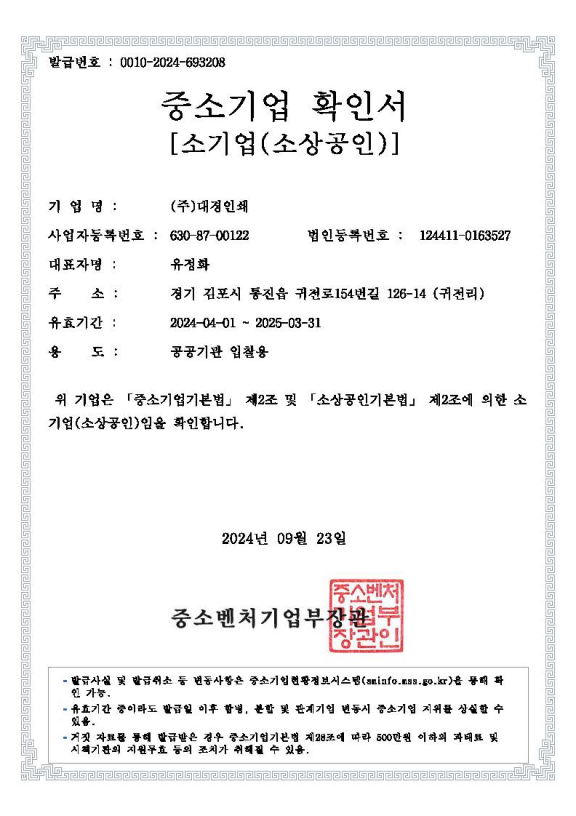 발급번호 : 0010-2024-693208
중소기업 확인서
[소기업(소상공인)]
기 업 명 : (주)대정인쇄
사업자등록번호 : 630-87-00122 법인등록번호 : 124411-0163527
대표자명 : 유정화
주 소 : 경기 김포시 통진읍 귀전로154번길 126-14 (귀전리)
유효기간 : 2024-04-01 ~ 2025-03-31
용 도 : 공공기관 입찰용
위 기업은 「중소기업기본법」 제2조 및 「소상공인기본법」 제2조에 의한 소
기업(소상공인)임을 확인합니다.
2024년 09월 23일
중소벤처기업부장관
중소벤처
기업부
장관인
- 발급사실 및 발급취소 등 변동사항은 중소기업현황정보시스템(sminfo.mss.go.kr)을 통해 확
인 가능.
- 유효기간 중이라도 발급일 이후 합병, 분할 및 관계기업 변동시 중소기업 지위를 상실할 수
있음.
- 거짓 자료를 통해 발급받은 경우 중소기업기본법 제28조에 따라 500만원 이하의 과태료 및
시책기관의 지원무효 등의 조치가 취해질 수 있음.